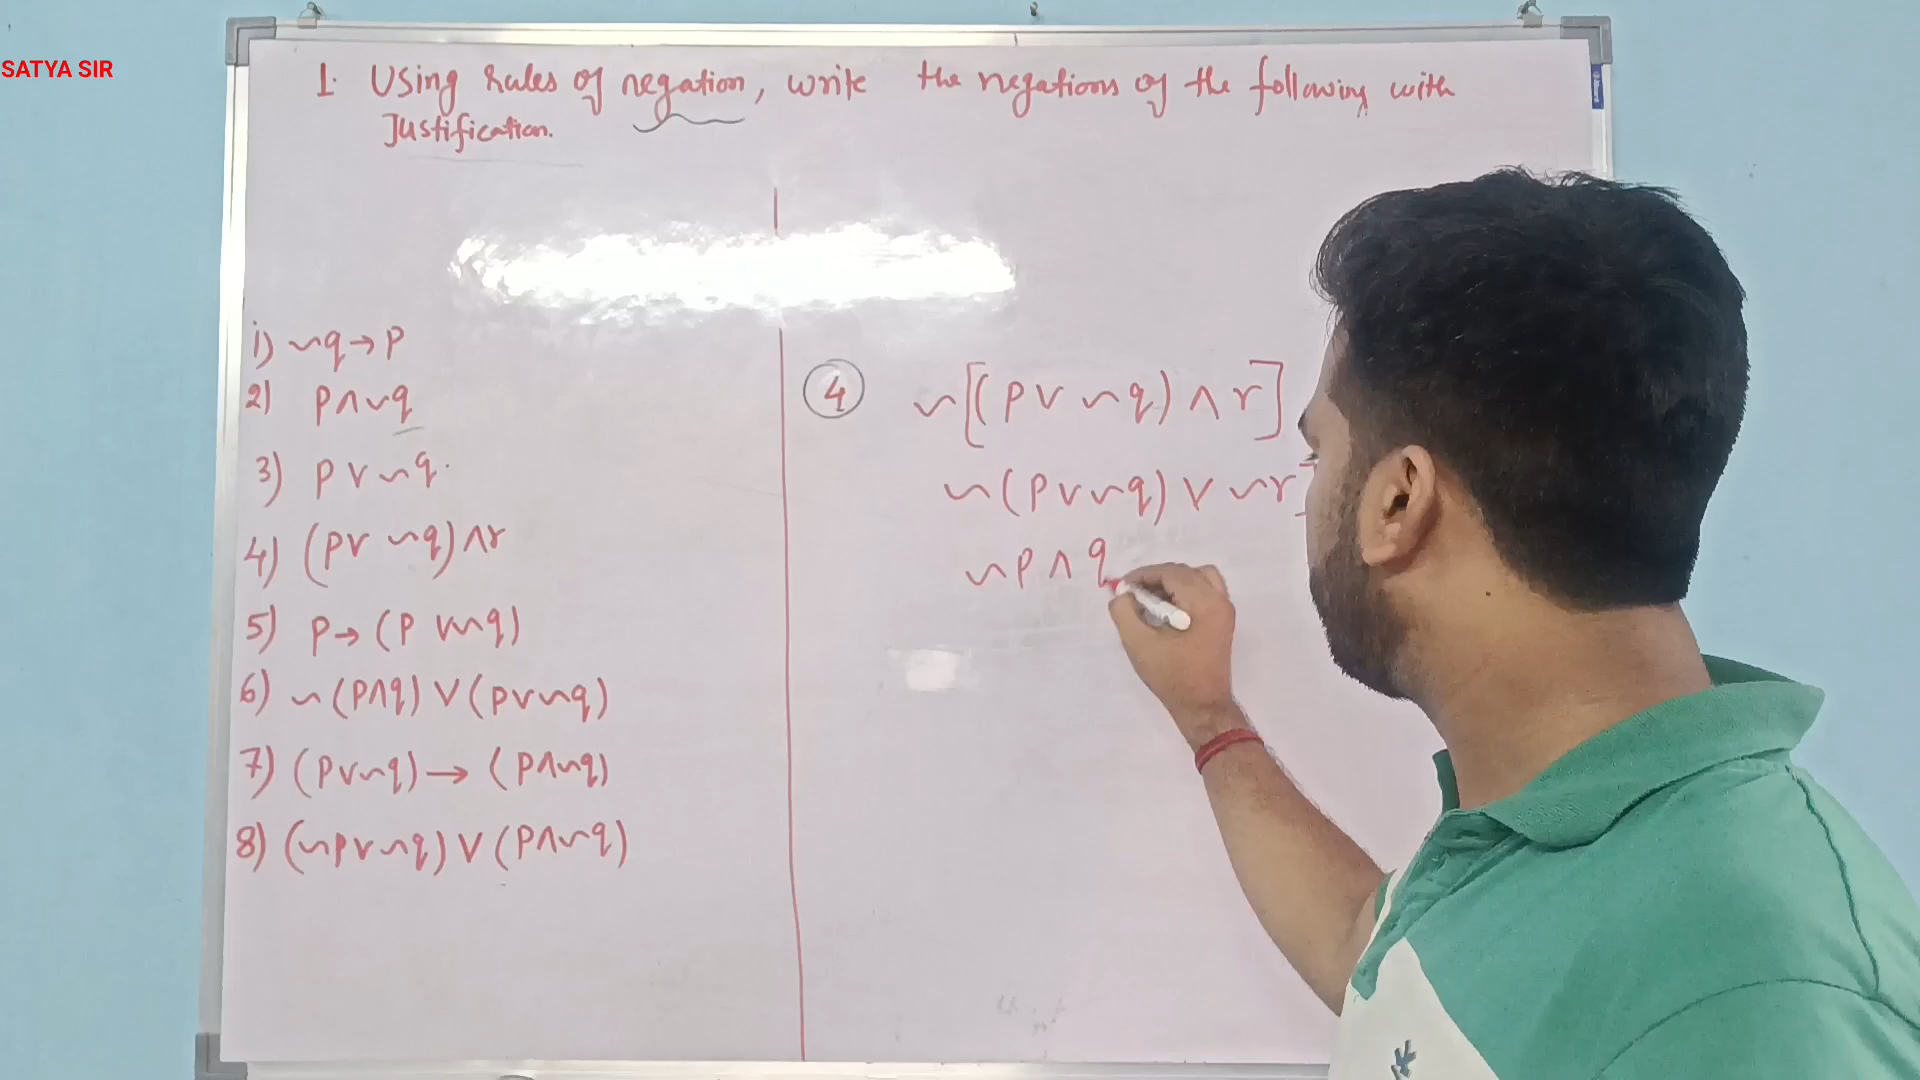 SATYA SIR
1. Using rules of negation, write the negations of the following with
Justification.
1) ~q → p
2) p ∧ ~q
3) p ∨ ~q.
4) (p ∨ ~q) ∧ r
5) p → (p ∨ ~q)
6) ~(p ∧ q) ∨ (p ∨ ~q)
7) (p ∨ ~q) → (p ∧ ~q)
8) (~p ∨ ~q) ∨ (p ∧ ~q)
4 ~[(p ∨ ~q) ∧ r]
~(p ∨ ~q) ∨ ~r]
~p ∧ q